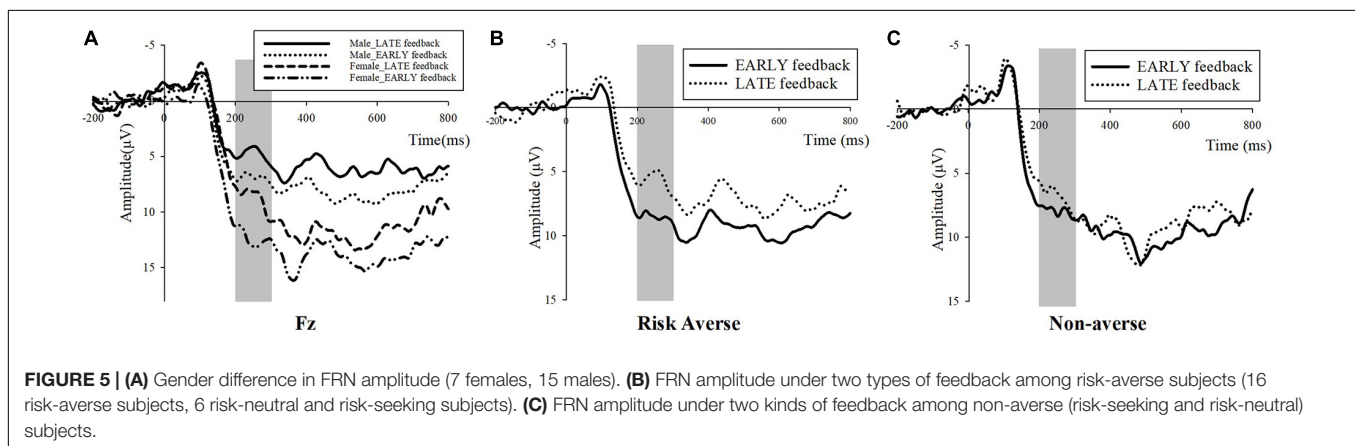 A
-5
Male_LATE feedback
Male_EARLY feedback
Female_LATE feedback
Female_EARLY feedback
-200
0
200
400
600
800
Time(ms)
5
10
15
Amplitude(μV)
Fz
B
-5
EARLY feedback
LATE feedback
-200
0
200
400
600
800
Time (ms)
5
10
15
Amplitude (μV)
Risk Averse
C
-5
EARLY feedback
LATE feedback
-200
0
200
400
600
800
Time (ms)
5
10
15
Amplitude (μV)
Non-averse
FIGURE 5 | (A) Gender difference in FRN amplitude (7 females, 15 males). (B) FRN amplitude under two types of feedback among risk-averse subjects (16
risk-averse subjects, 6 risk-neutral and risk-seeking subjects). (C) FRN amplitude under two kinds of feedback among non-averse (risk-seeking and risk-neutral)
subjects.